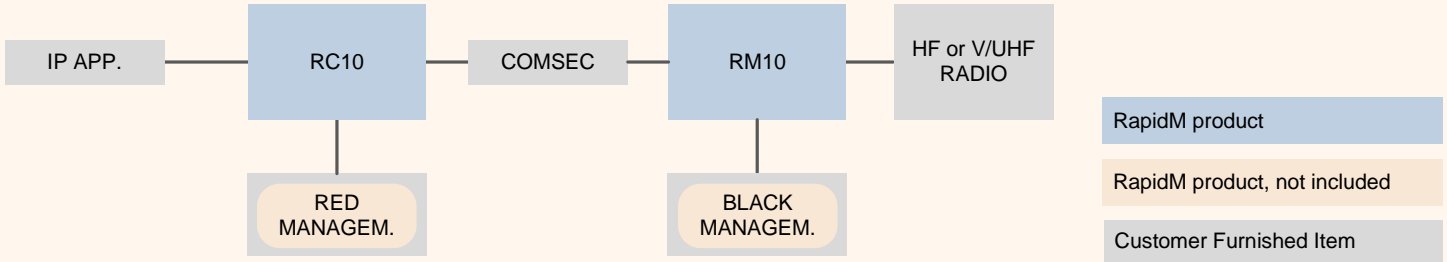 IP APP.
RC10
COMSEC
RM10
HF or V/UHF
RADIO
RED
MANAGEM.
BLACK
MANAGEM.
RapidM product
RapidM product, not included
Customer Furnished Item